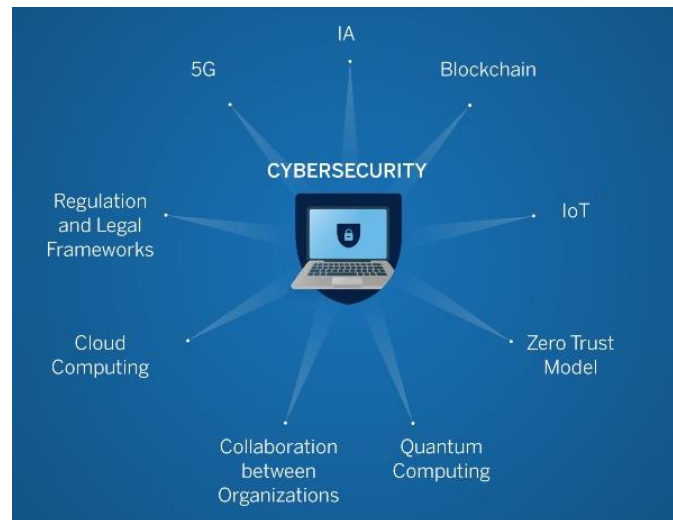 IA
5G
Blockchain
CYBERSECURITY
Regulation
and Legal
Frameworks
IoT
Cloud
Computing
Zero Trust
Model
Collaboration
between
Organizations
Quantum
Computing